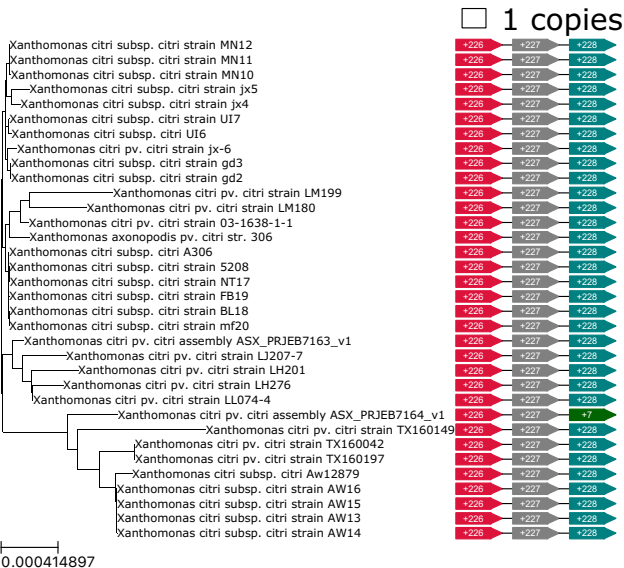 1 copies
Xanthomonas citri subsp. citri strain MN12 +226 +227 +228
Xanthomonas citri subsp. citri strain MN11 +226 +227 +228
Xanthomonas citri subsp. citri strain MN10 +226 +227 +228
Xanthomonas citri subsp. citri strain jx5 +226 +227 +228
Xanthomonas citri subsp. citri strain jx4 +226 +227 +228
Xanthomonas citri subsp. citri strain UI7 +226 +227 +228
Xanthomonas citri subsp. citri UI6 +226 +227 +228
Xanthomonas citri pv. citri strain jx-6 +226 +227 +228
Xanthomonas citri subsp. citri strain gd3 +226 +227 +228
Xanthomonas citri subsp. citri strain gd2 +226 +227 +228
Xanthomonas citri pv. citri strain LM199 +226 +227 +228
Xanthomonas citri pv. citri strain LM180 +226 +227 +228
Xanthomonas citri pv. citri strain 03-1638-1-1 +226 +227 +228
Xanthomonas axonopodis pv. citri str. 306 +226 +227 +228
Xanthomonas citri subsp. citri A306 +226 +227 +228
Xanthomonas citri subsp. citri strain 5208 +226 +227 +228
Xanthomonas citri subsp. citri strain NT17 +226 +227 +228
Xanthomonas citri subsp. citri strain FB19 +226 +227 +228
Xanthomonas citri subsp. citri strain BL18 +226 +227 +228
Xanthomonas citri subsp. citri strain mf20 +226 +227 +228
Xanthomonas citri pv. citri assembly ASX_PRJEB7163_v1 +226 +227 +228
Xanthomonas citri pv. citri strain LJ207-7 +226 +227 +228
Xanthomonas citri pv. citri strain LH201 +226 +227 +228
Xanthomonas citri pv. citri strain LH276 +226 +227 +228
Xanthomonas citri pv. citri strain LL074-4 +226 +227 +228
Xanthomonas citri pv. citri assembly ASX_PRJEB7164_v1 +226 +227 +7
Xanthomonas citri pv. citri strain TX160149 +226 +227 +228
Xanthomonas citri pv. citri strain TX160042 +226 +227 +228
Xanthomonas citri pv. citri strain TX160197 +226 +227 +228
Xanthomonas citri subsp. citri Aw12879 +226 +227 +228
Xanthomonas citri subsp. citri strain AW16 +226 +227 +228
Xanthomonas citri subsp. citri strain AW15 +226 +227 +228
Xanthomonas citri subsp. citri strain AW13 +226 +227 +228
Xanthomonas citri subsp. citri strain AW14 +226 +227 +228
0.000414897